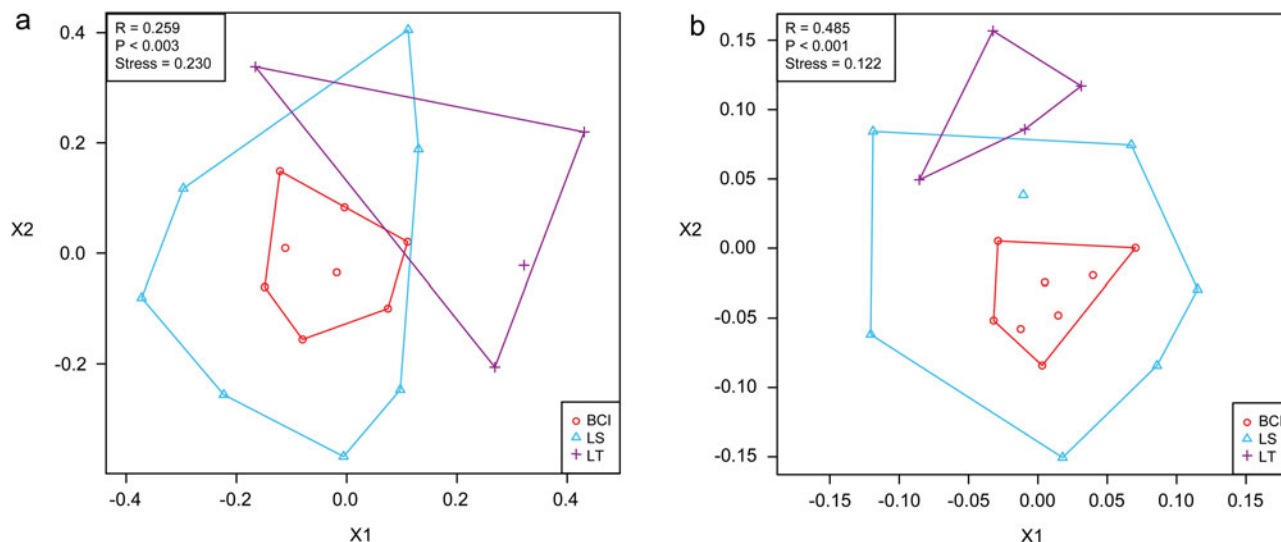 a
R = 0.259
P < 0.003
Stress = 0.230
0.4
0.2
0.0
-0.2
X2
BCI
LS
LT
-0.4
-0.2
0.0
0.2
0.4
X1
b
R = 0.485
P < 0.001
Stress = 0.122
0.15
0.10
0.05
0.00
-0.05
-0.10
-0.15
X2
BCI
LS
LT
-0.15
-0.10
-0.05
0.00
0.05
0.10
0.15
X1